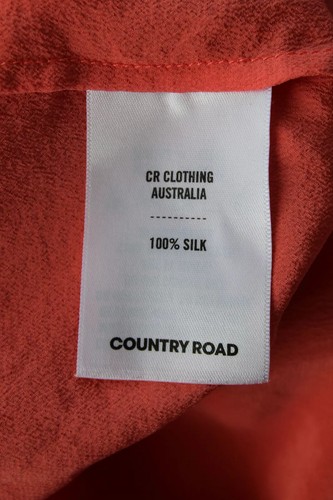 CR CLOTHING
AUSTRALIA
----------
100% SILK
COUNTRY ROAD